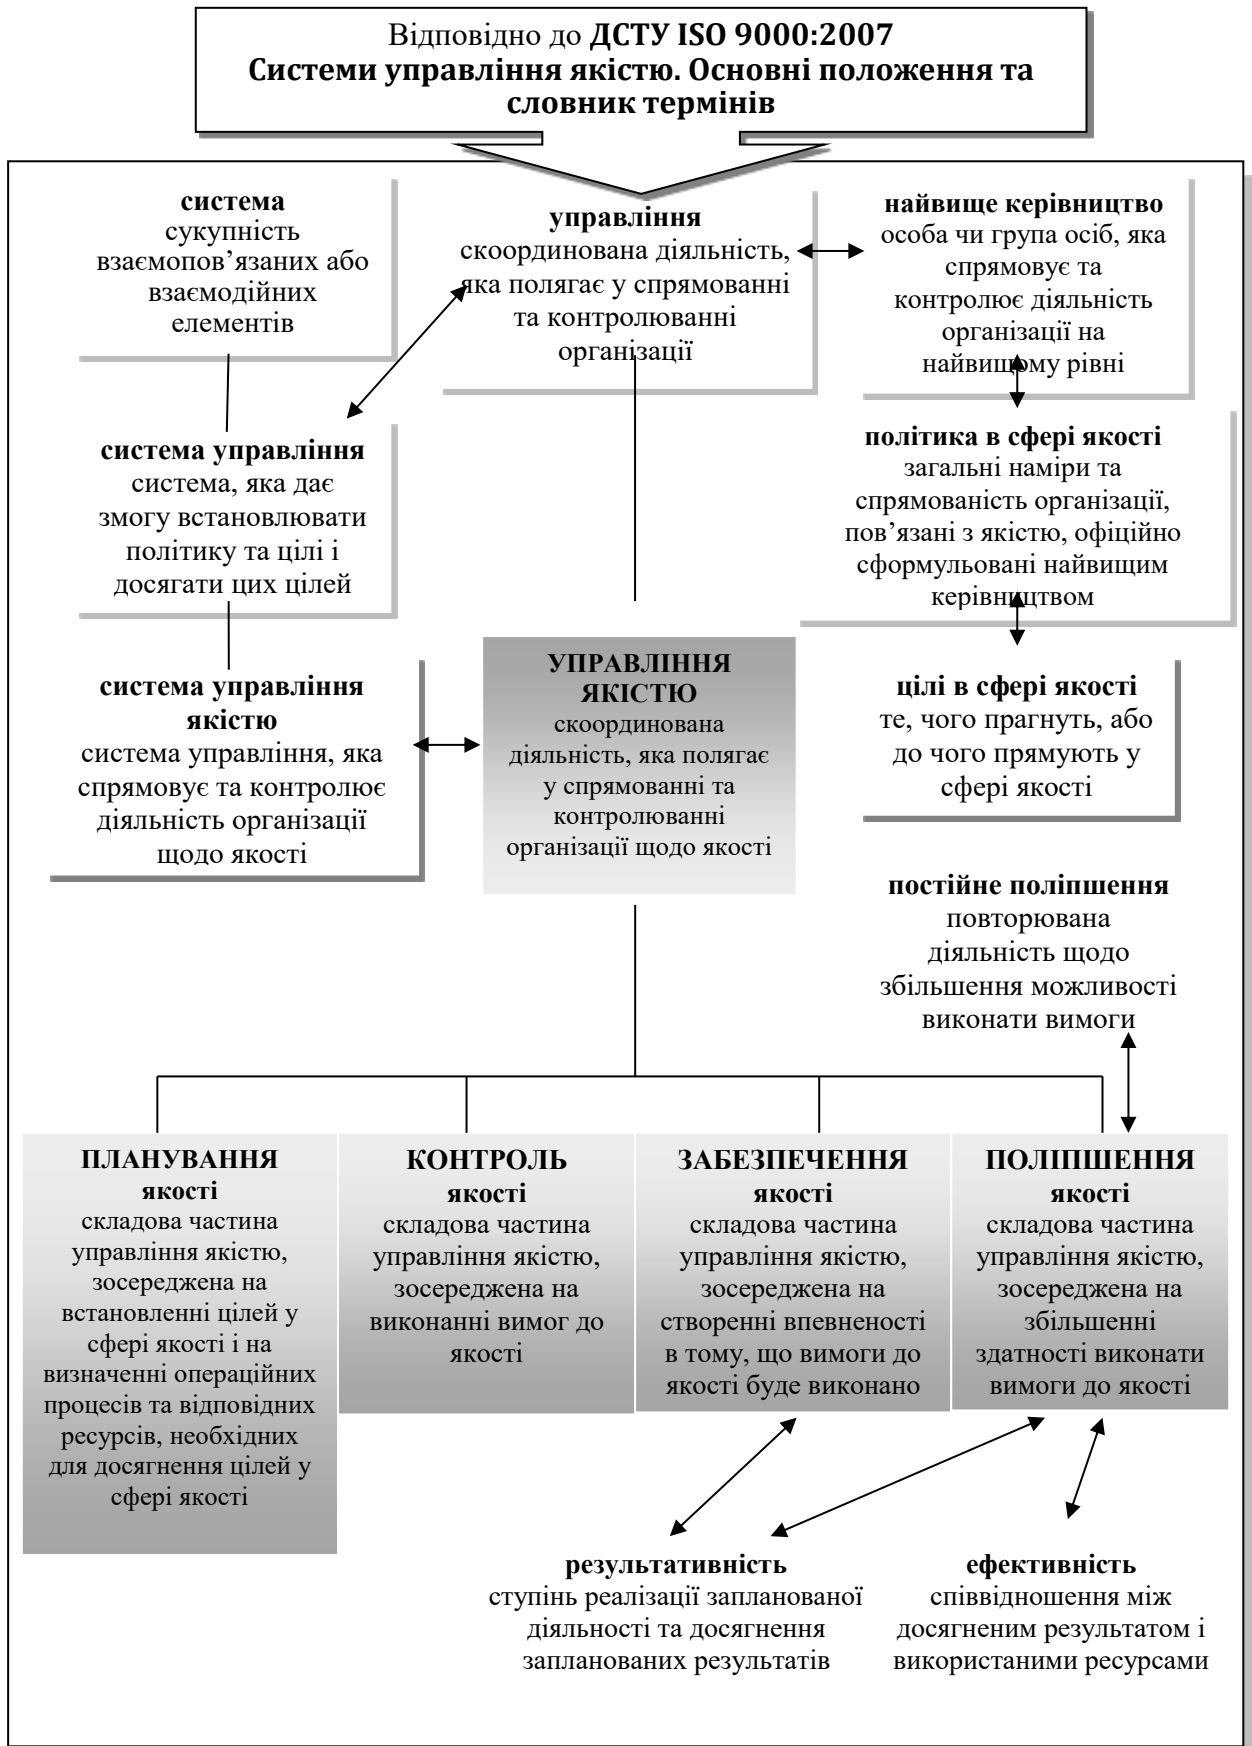 Відповідно до ДСТУ ISO 9000:2007
Системи управління якістю. Основні положення та
словник термінів
система
сукупність
взаємопов’язаних або
взаємодійних
елементів
управління
скоординована діяльність,
яка полягає у спрямованні
та контролюванні
організації
найвище керівництво
особа чи група осіб, яка
спрямовує та
контролює діяльність
організації на
найвищому рівні
система управління
система, яка дає
змогу встановлювати
політику та цілі і
досягати цих цілей
політика в сфері якості
загальні наміри та
спрямованість організації,
пов’язані з якістю, офіційно
сформульовані найвищим
керівництвом
система управління
якістю
система управління, яка
спрямовує та контролює
діяльність організації
щодо якості
УПРАВЛІННЯ
ЯКІСТЮ
скоординована
діяльність, яка полягає
у спрямованні та
контролюванні
організації щодо якості
цілі в сфері якості
те, чого прагнуть, або
до чого прямують у
сфері якості
постійне поліпшення
повторювана
діяльність щодо
збільшення можливості
виконати вимоги
ПЛАНУВАННЯ
якості
складова частина
управління якістю,
зосереджена на
встановленні цілей у
сфері якості і на
визначенні операційних
процесів та відповідних
ресурсів, необхідних
для досягнення цілей у
сфері якості
КОНТРОЛЬ
якості
складова частина
управління якістю,
зосереджена на
виконанні вимог до
якості
ЗАБЕЗПЕЧЕННЯ
якості
складова частина
управління якістю,
зосереджена на
створенні впевненості
в тому, що вимоги до
якості буде виконано
ПОЛІПШЕННЯ
якості
складова частина
управління якістю,
зосереджена на
збільшенні
здатності виконати
вимоги до якості
результативність
ступінь реалізації запланованої
діяльності та досягнення
запланованих результатів
ефективність
співвідношення між
досягненим результатом і
використаними ресурсами